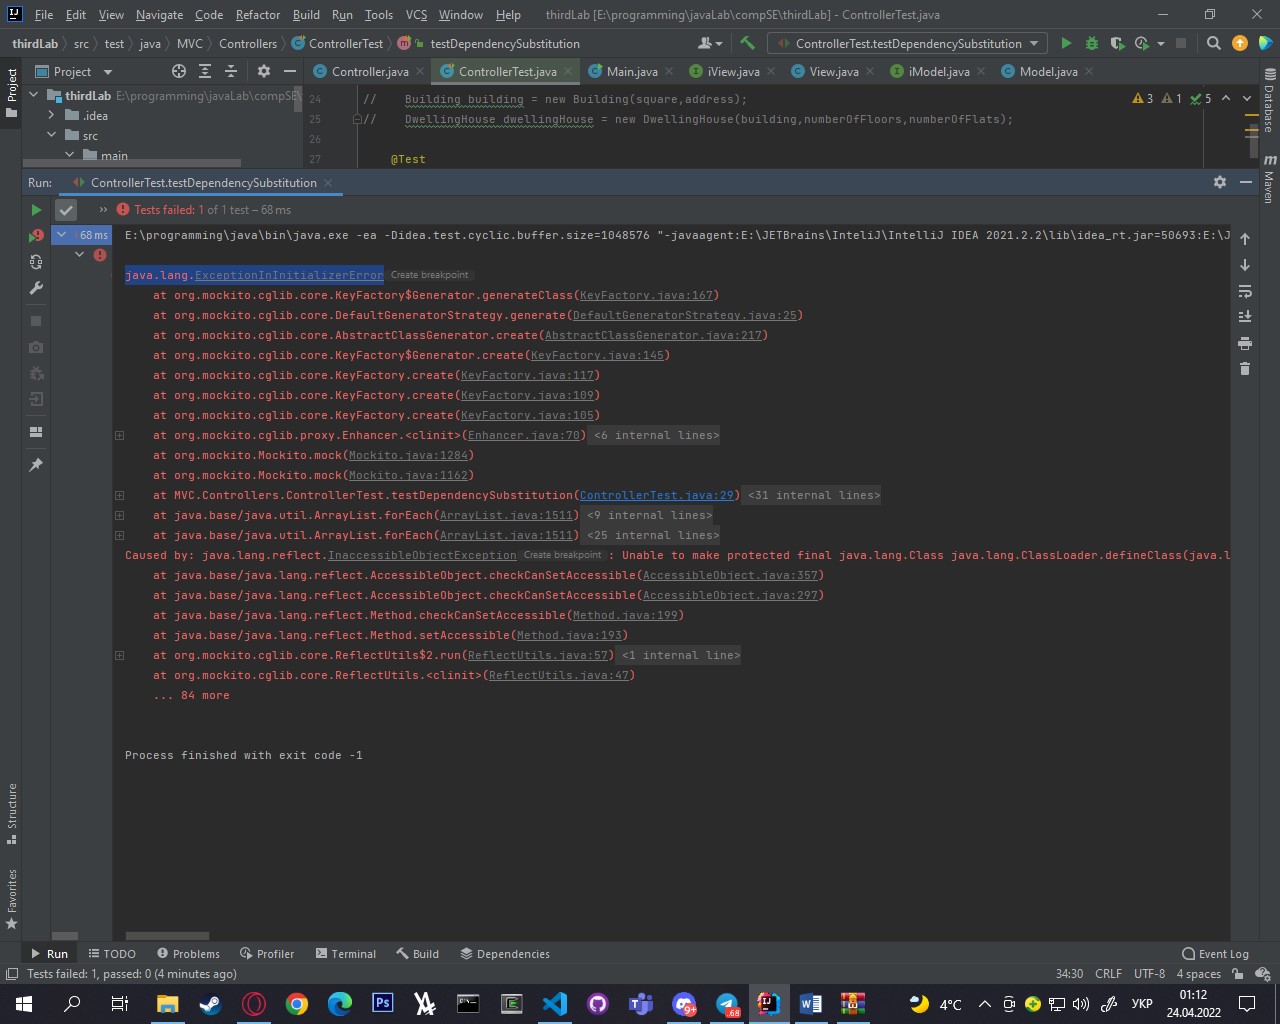 File Edit View Navigate Code Refactor Build Run Tools VCS Window Help thirdLab [E:\programming\javaLab\compSE\thirdLab] - ControllerTest.java
thirdLab src test java MVC Controllers ControllerTest testDependencySubstitution ControllerTest.testDependencySubstitution
Project Controller.java ControllerTest.java Main.java iView.java View.java iModel.java Model.java
thirdLab E:\programming\javaLab\compSE\
.idea
src
main
24 // Building building = new Building(square,address);
25 // DwellingHouse dwellingHouse = new DwellingHouse(building,numberOfFloors,numberOfFlats);
26
27 @Test
3 1 5
Project
Database
Maven
Run: ControllerTest.testDependencySubstitution
Tests failed: 1 of 1 test – 68 ms
68 ms
E:\programming\java\bin\java.exe -ea -Didea.test.cyclic.buffer.size=1048576 "-javaagent:E:\JETBrains\InteliJ\IntelliJ IDEA 2021.2.2\lib\idea_rt.jar=50693:E:\J
java.lang.ExceptionInInitializerError Create breakpoint
at org.mockito.cglib.core.KeyFactory$Generator.generateClass(KeyFactory.java:167)
at org.mockito.cglib.core.DefaultGeneratorStrategy.generate(DefaultGeneratorStrategy.java:25)
at org.mockito.cglib.core.AbstractClassGenerator.create(AbstractClassGenerator.java:217)
at org.mockito.cglib.core.KeyFactory$Generator.create(KeyFactory.java:145)
at org.mockito.cglib.core.KeyFactory.create(KeyFactory.java:117)
at org.mockito.cglib.core.KeyFactory.create(KeyFactory.java:109)
at org.mockito.cglib.core.KeyFactory.create(KeyFactory.java:105)
at org.mockito.cglib.proxy.Enhancer.<clinit>(Enhancer.java:70) <6 internal lines>
at org.mockito.Mockito.mock(Mockito.java:1284)
at org.mockito.Mockito.mock(Mockito.java:1162)
at MVC.Controllers.ControllerTest.testDependencySubstitution(ControllerTest.java:29) <31 internal lines>
at java.base/java.util.ArrayList.forEach(ArrayList.java:1511) <9 internal lines>
at java.base/java.util.ArrayList.forEach(ArrayList.java:1511) <25 internal lines>
Caused by: java.lang.reflect.InaccessibleObjectException Create breakpoint : Unable to make protected final java.lang.Class java.lang.ClassLoader.defineClass(java.l
at java.base/java.lang.reflect.AccessibleObject.checkCanSetAccessible(AccessibleObject.java:357)
at java.base/java.lang.reflect.AccessibleObject.checkCanSetAccessible(AccessibleObject.java:297)
at java.base/java.lang.reflect.Method.checkCanSetAccessible(Method.java:199)
at java.base/java.lang.reflect.Method.setAccessible(Method.java:193)
at org.mockito.cglib.core.ReflectUtils$2.run(ReflectUtils.java:57) <1 internal line>
at org.mockito.cglib.core.ReflectUtils.<clinit>(ReflectUtils.java:47)
... 84 more
Process finished with exit code -1
Structure
Favorites
Run TODO Problems Profiler Terminal Build Dependencies Event Log
Tests failed: 1, passed: 0 (4 minutes ago) 34:30 CRLF UTF-8 4 spaces
4°C УКР 01:12
24.04.2022